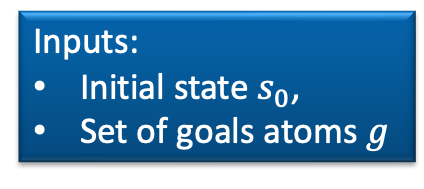 Inputs:
• Initial state s₀,
• Set of goals atoms g